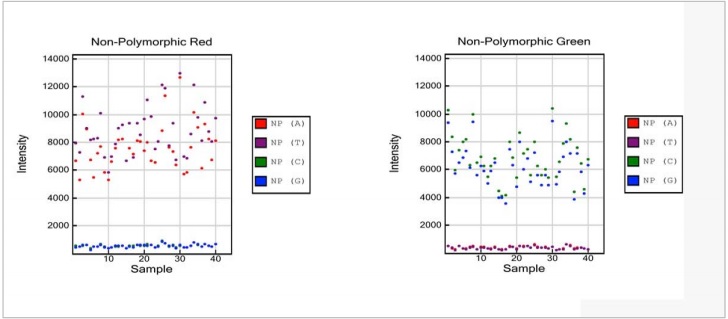 Non-Polymorphic Red
14000
12000
10000
8000
6000
4000
2000
Intensity
10 20 30 40
Sample
NP (A)
NP (T)
NP (C)
NP (G)
Non-Polymorphic Green
14000
12000
10000
8000
6000
4000
2000
Intensity
10 20 30 40
Sample
NP (A)
NP (T)
NP (C)
NP (G)